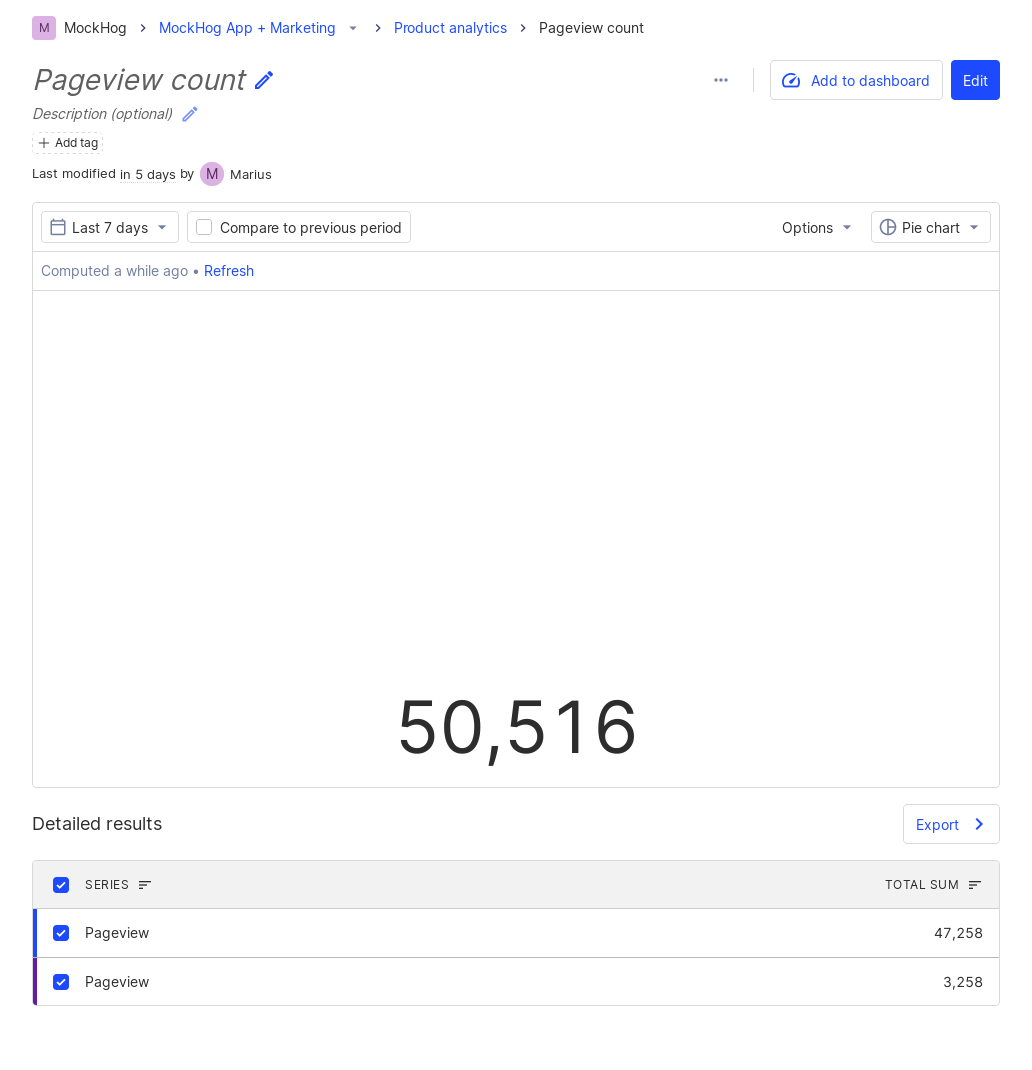 M MockHog MockHog App + Marketing Product analytics Pageview count
Pageview count
Add to dashboard Edit
Description (optional)
Add tag
Last modified in 5 days by M Marius
Last 7 days Compare to previous period Options Pie chart
Computed a while ago • Refresh
50,516
Detailed results Export
SERIES TOTAL SUM
Pageview 47,258
Pageview 3,258